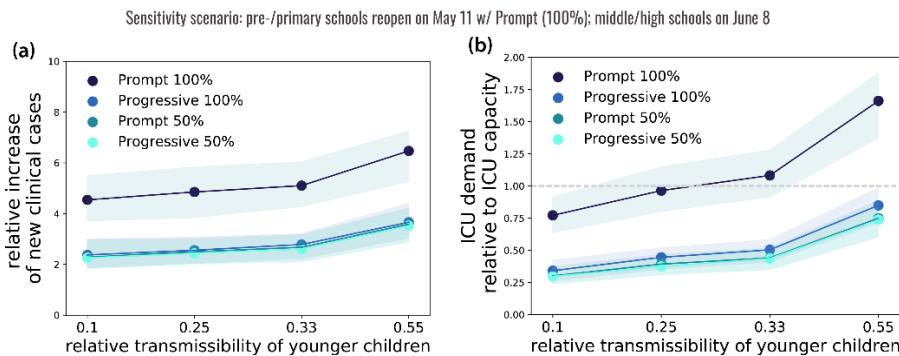 Sensitivity scenario: pre-/primary schools reopen on May 11 w/ Prompt (100%); middle/high schools on June 8
(a)
relative increase
of new clinical cases
8
6
4
2
0
Prompt 100%
Progressive 100%
Prompt 50%
Progressive 50%
0.1
0.25
0.33
0.55
relative transmissibility of younger children
(b)
ICU demand
relative to ICU capacity
2.00
1.75
1.50
1.25
1.00
0.75
0.50
0.25
0.00
Prompt 100%
Progressive 100%
Prompt 50%
Progressive 50%
0.1
0.25
0.33
0.55
relative transmissibility of younger children